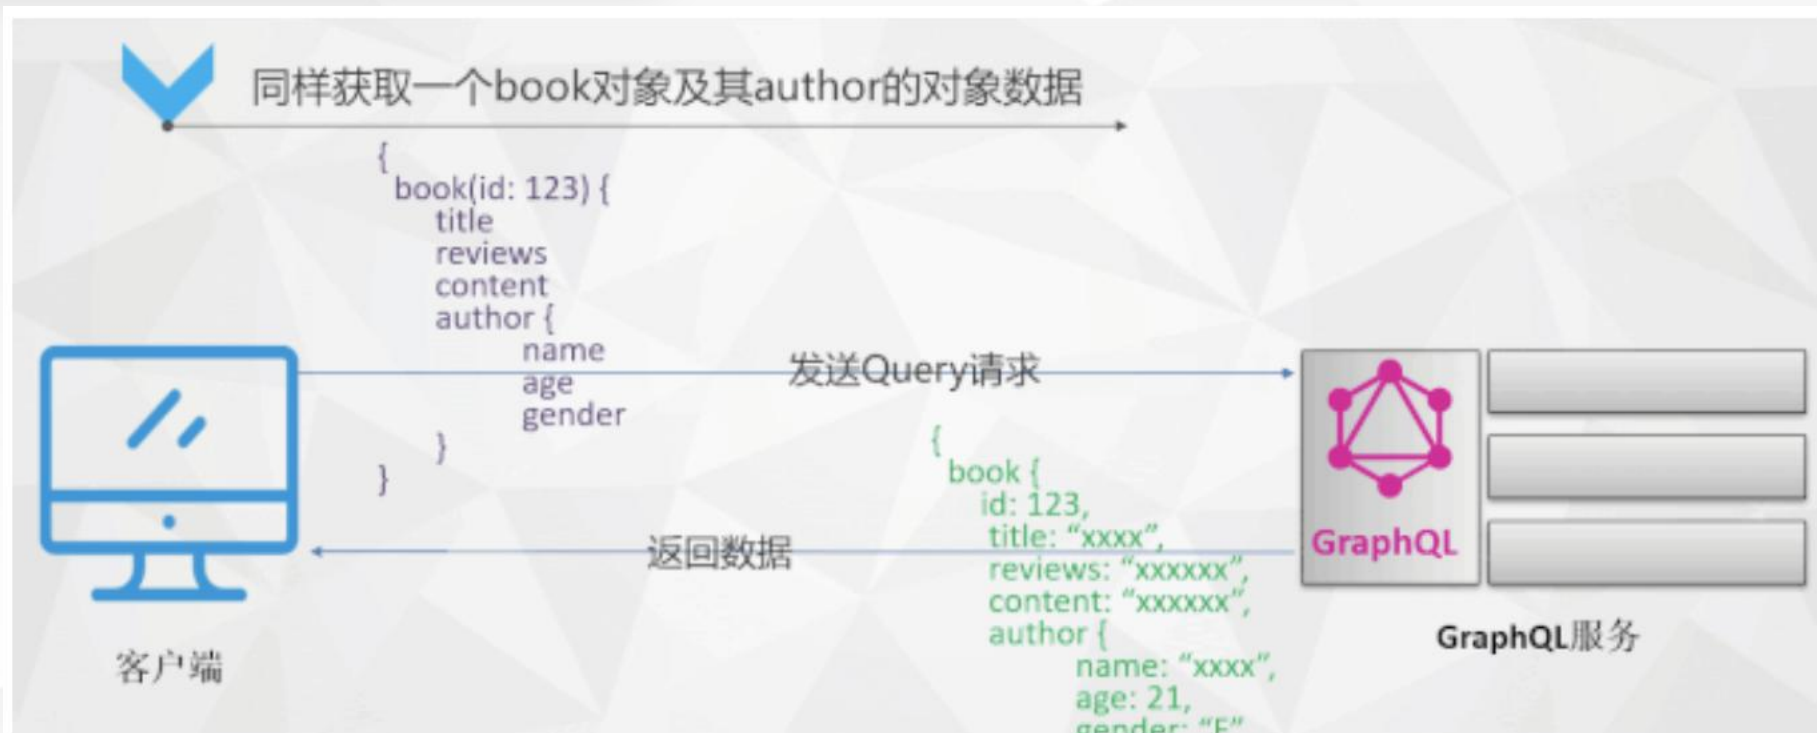 同样获取一个book对象及其author的对象数据
{
book(id: 123) {
title
reviews
content
author {
name
age
gender
}
}
发送Query请求
{
book {
id: 123,
title: “xxxx”,
reviews: “xxxxxx”,
content: “xxxxxx”,
author {
name: “xxxx”,
age: 21,
gender: “F”
返回数据
GraphQL
GraphQL服务
客户端